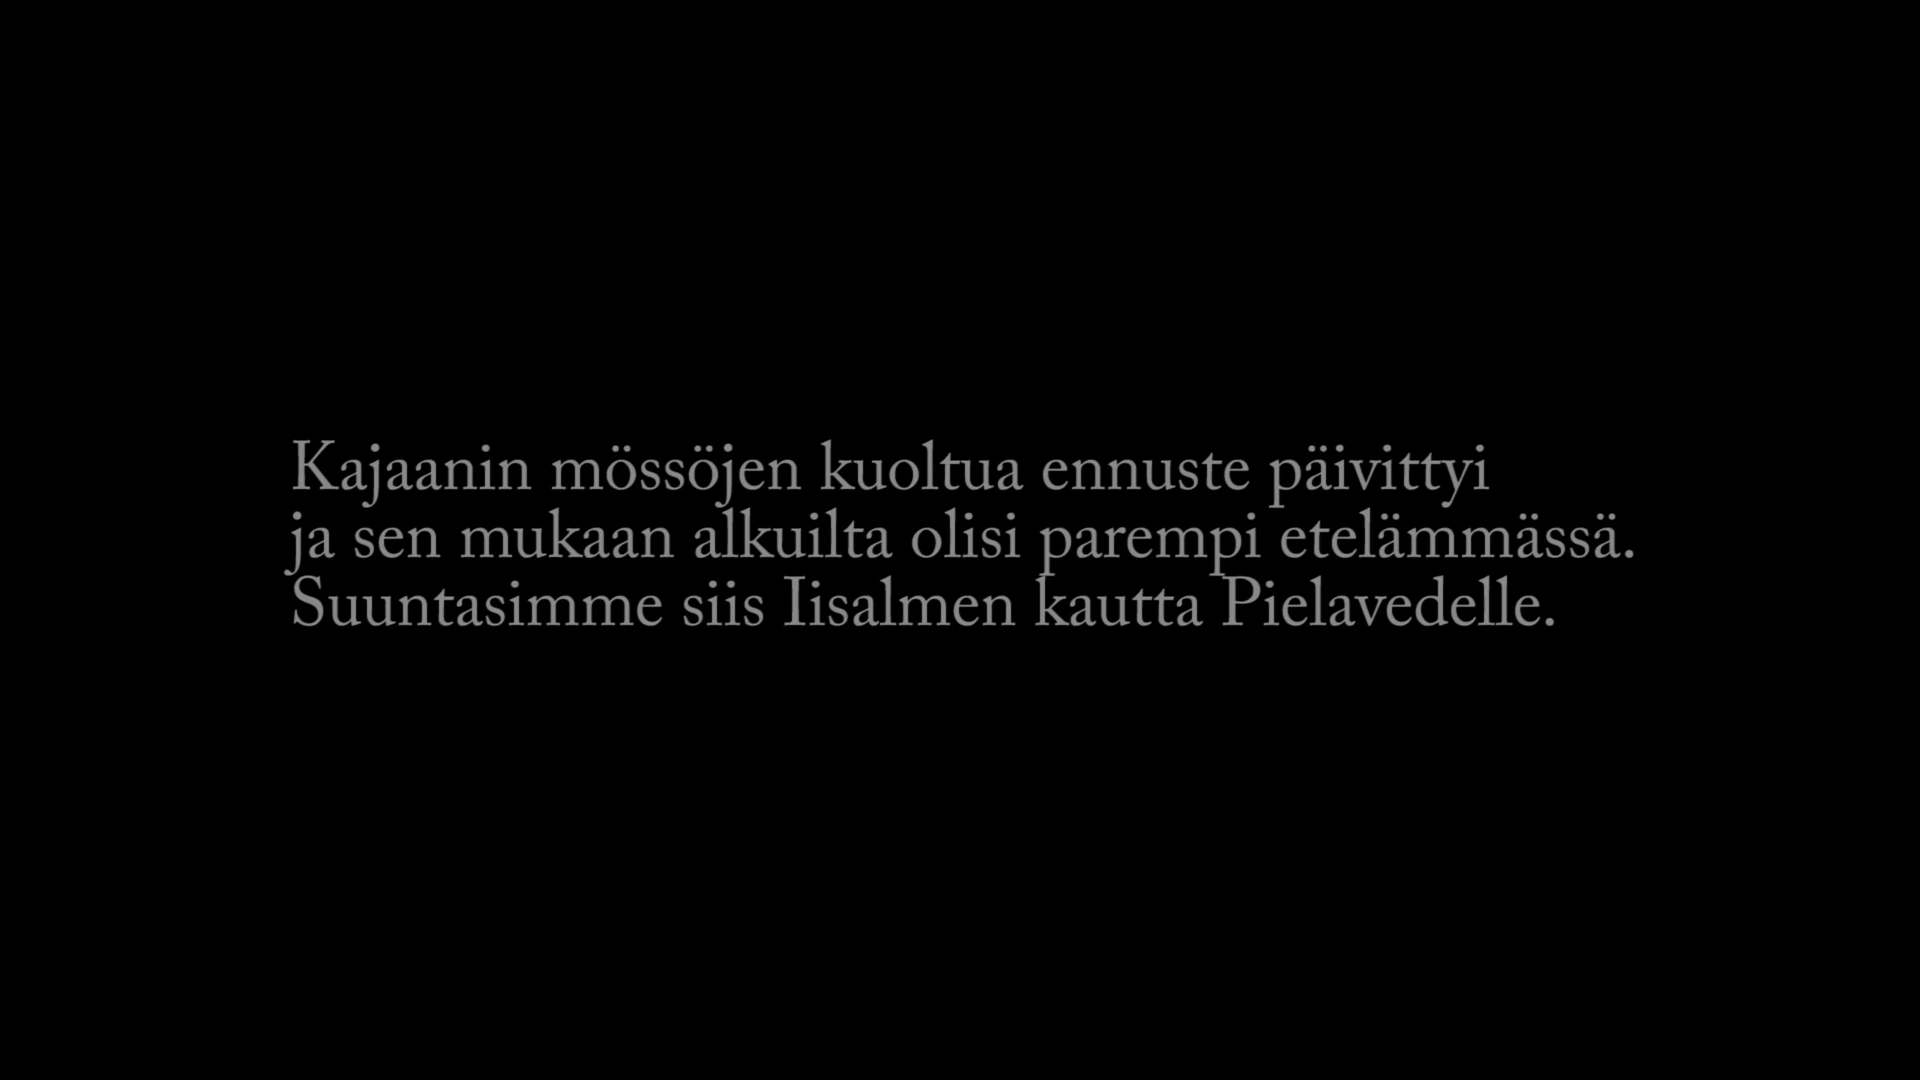 Kajaanin mössöjen kuoltua ennuste päivittyi
ja sen mukaan alkuilta olisi parempi etelämmässä.
Suuntasimme siis Iisalmen kautta Pielavedelle.